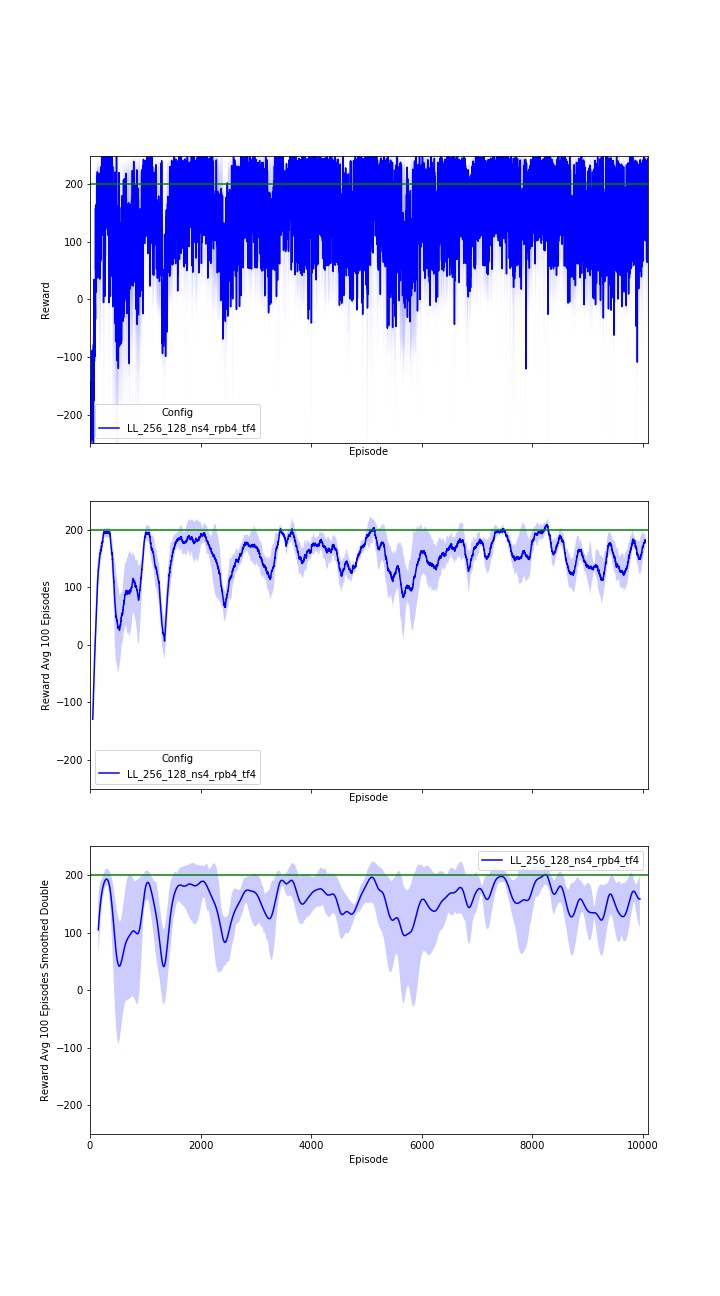 200
100
0
−100
−200
Reward
Config
LL_256_128_ns4_rpb4_tf4
Episode
200
100
0
−100
−200
Reward Avg 100 Episodes
Config
LL_256_128_ns4_rpb4_tf4
Episode
200
100
0
−100
−200
Reward Avg 100 Episodes Smoothed Double
LL_256_128_ns4_rpb4_tf4
0 2000 4000 6000 8000 10000
Episode